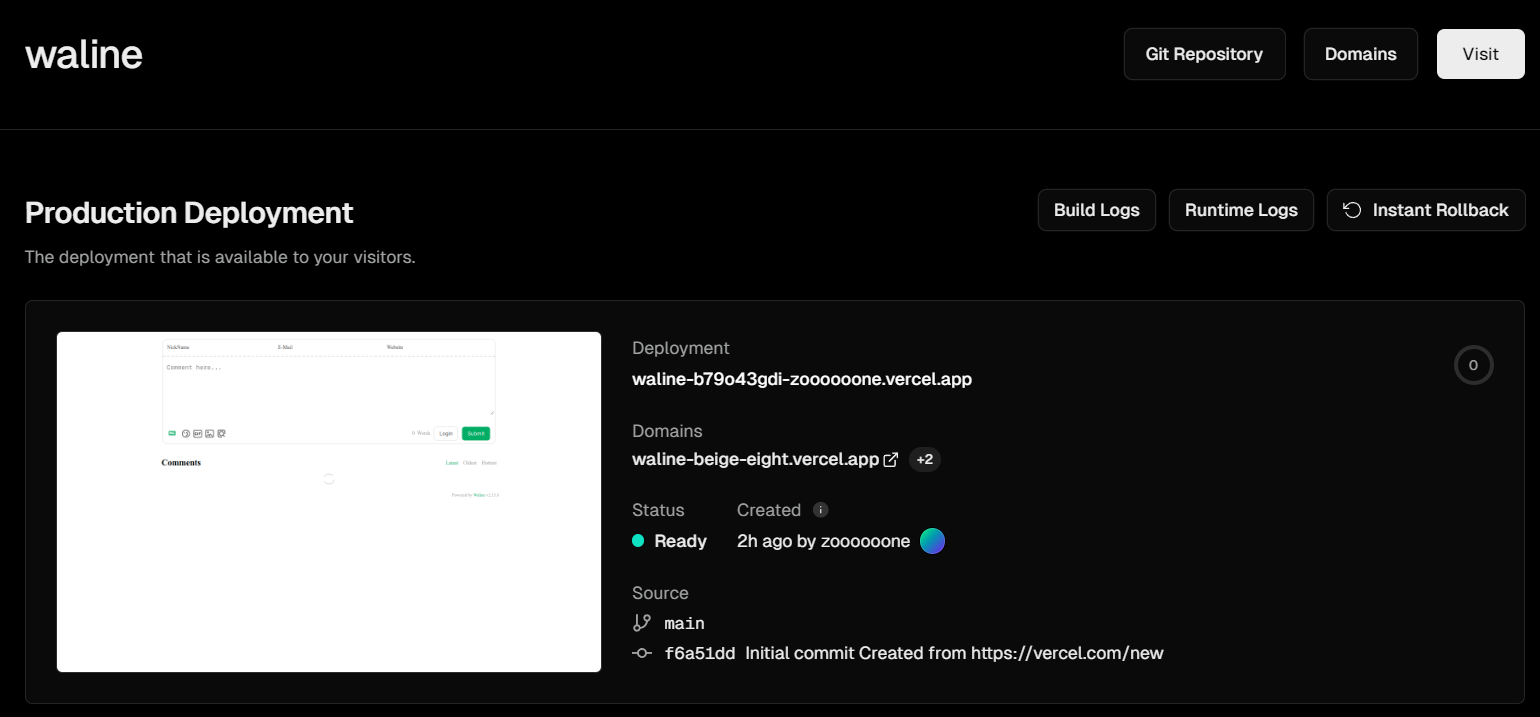 waline
Git Repository
Domains
Visit
Production Deployment
Build Logs
Runtime Logs
Instant Rollback
The deployment that is available to your visitors.
NickName
E-Mail
Website
Comment here...
0 Words
Login
Submit
Comments
Latest
Oldest
Hottest
Powered by Waline
Deployment
waline-b79o43gdi-zoooooone.vercel.app
0
Domains
waline-beige-eight.vercel.app
+2
Status
Created
Ready
2h ago by zoooooone
Source
main
f6a51dd Initial commit Created from https://vercel.com/new